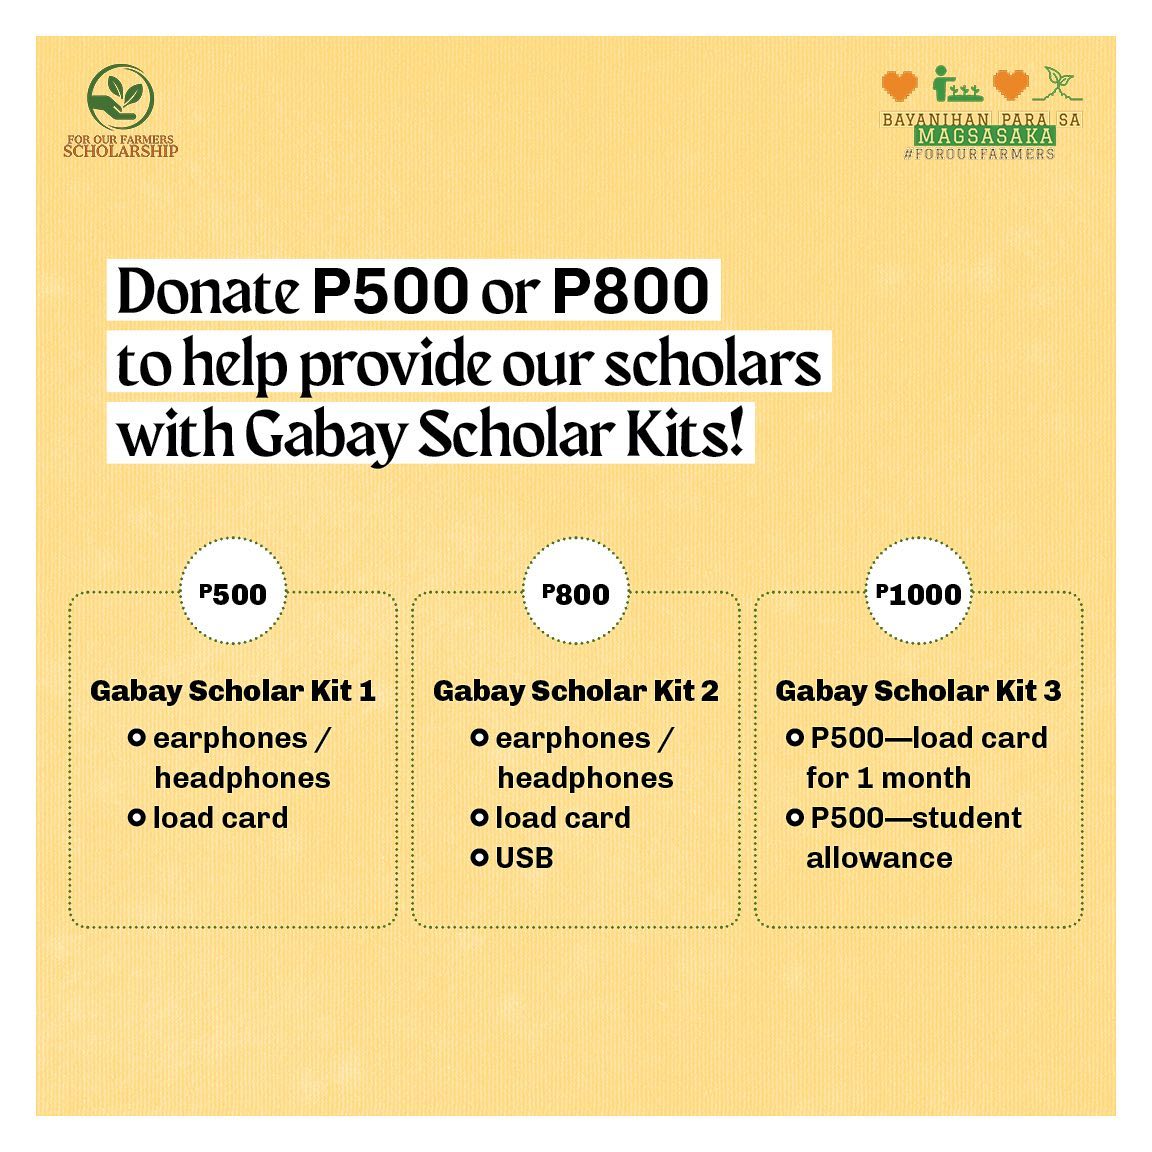 FOR OUR FARMERS
SCHOLARSHIP
BAYANIHAN PARA SA
MAGSASAKA
#FOROURFARMERS
Donate P500 or P800
to help provide our scholars
with Gabay Scholar Kits!
P500
Gabay Scholar Kit 1
earphones /
headphones
load card
P800
Gabay Scholar Kit 2
earphones /
headphones
load card
USB
P1000
Gabay Scholar Kit 3
P500—load card
for 1 month
P500—student
allowance